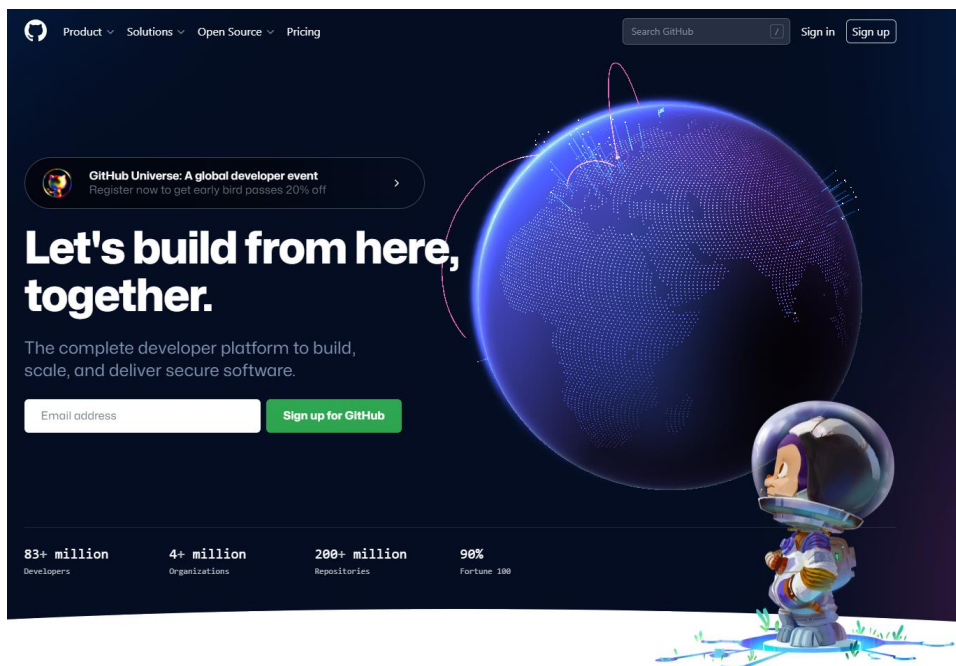 Product
Solutions
Open Source
Pricing
Search GitHub
/
Sign in
Sign up
GitHub Universe: A global developer event
Register now to get early bird passes 20% off
Let's build from here,
together.
The complete developer platform to build,
scale, and deliver secure software.
Email address
Sign up for GitHub
83+ million
Developers
4+ million
Organizations
200+ million
Repositories
90%
Fortune 100